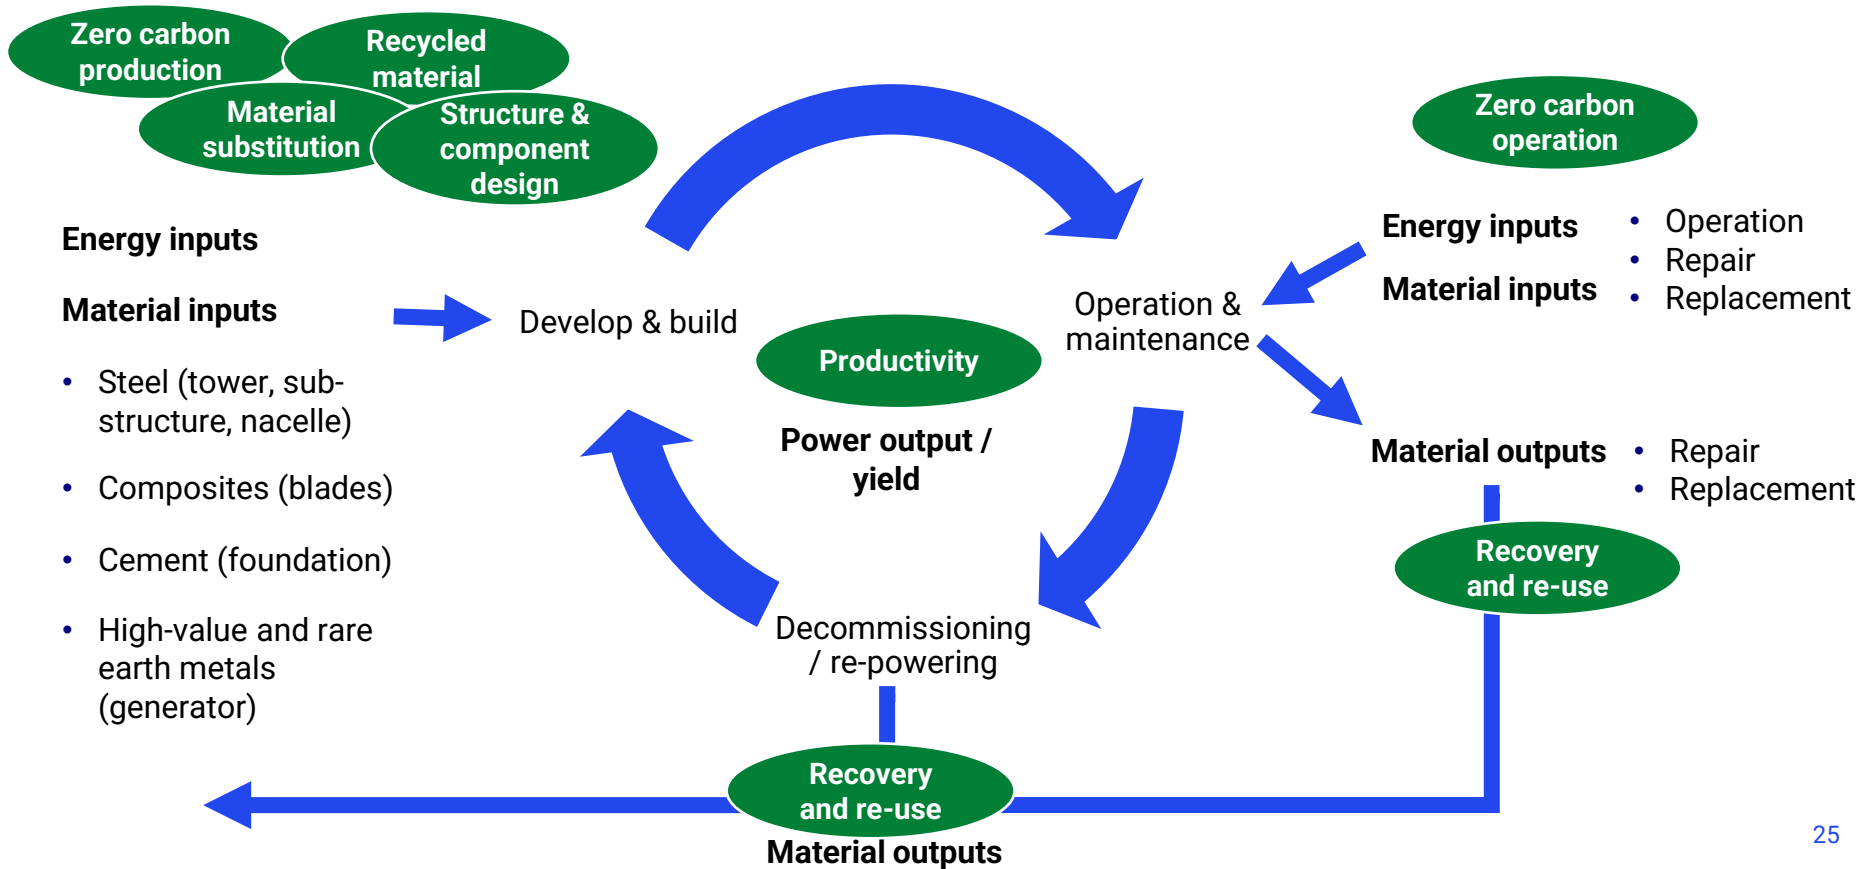 Zero carbon
production
Recycled
material
Material
substitution
Structure &
component
design
Zero carbon
operation
Energy inputs
Material inputs
• Steel (tower, sub-
structure, nacelle)
• Composites (blades)
• Cement (foundation)
• High-value and rare
earth metals
(generator)
Develop & build
Productivity
Power output /
yield
Operation &
maintenance
Energy inputs
Material inputs
• Operation
• Repair
• Replacement
Material outputs
• Repair
• Replacement
Recovery
and re-use
Decommissioning
/ re-powering
Recovery
and re-use
Material outputs
25